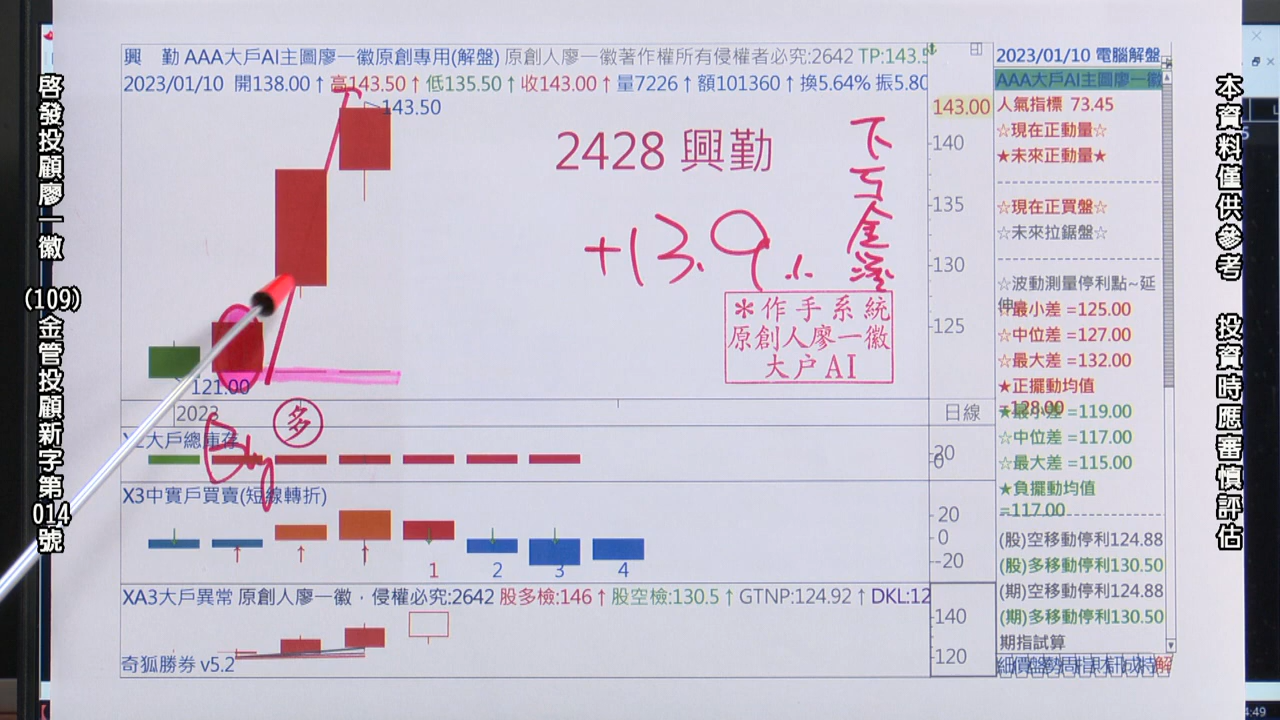 啓發投顧廖一徽 (109)金管投顧新字第014號
興 勤 AAA大戶AI主圖廖一徽原創專用(解盤) 原創人廖一徽著作權所有侵權者必究:2642 TP:143.5
2023/01/10 開138.00↑ 高143.50↑ 低135.50↑ 收143.00↑ 量7226↑ 額101360↑ 換5.64% 振5.80
143.50
2428 興勤
+13.9%
*作手系統
原創人廖一徽
大户AI
121.00
Buy
多
143.00
140
135
130
125
2023
日線
大戶總庫存
20
0
X3中實戶買賣(短線轉折)
20
0
-20
1 2 3 4
XA3大戶異常 原創人廖一徽,侵權必究:2642 股多檢:146↑ 股空檢:130.5↑ GTNP:124.92↑ DKL:12
140
120
奇狐勝券 v5.2
2023/01/10 電腦解盤
AAA大戶AI主圖廖一徽
人氣指標 73.45
☆現在正動量☆
★未來正動量★
☆現在正買盤☆
☆未來拉鋸盤☆
☆波動測量停利點~延伸
☆最小差 =125.00
☆中位差 =127.00
☆最大差 =132.00
★正擺動均值
=128.00
★最小差 =119.00
☆中位差 =117.00
☆最大差 =115.00
★負擺動均值
=117.00
(股)空移動停利124.88
(股)多移動停利130.50
(期)空移動停利124.88
(期)多移動停利130.50
期指試算
本資料僅供參考 投資時應審慎評估
:49